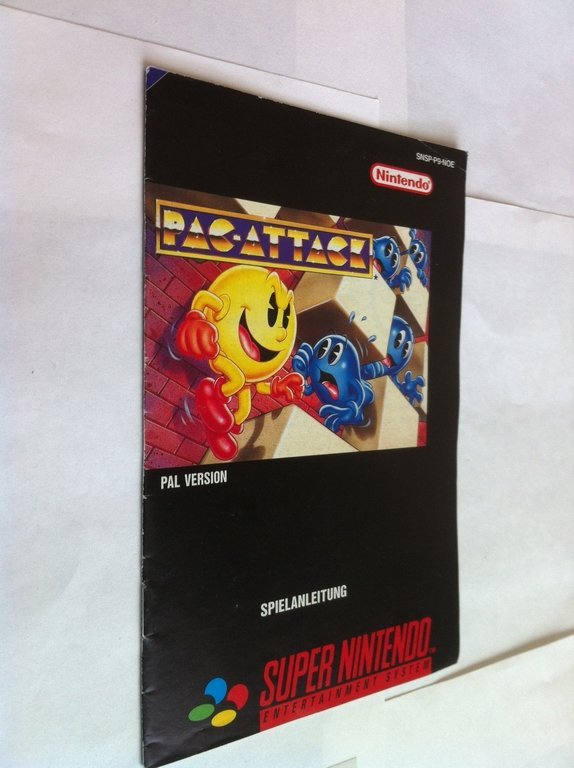 SNSP-P9-NOE
Nintendo
PAC-ATTACK
PAL VERSION
SPIELANLEITUNG
SUPER NINTENDO
ENTERTAINMENT SYSTEM